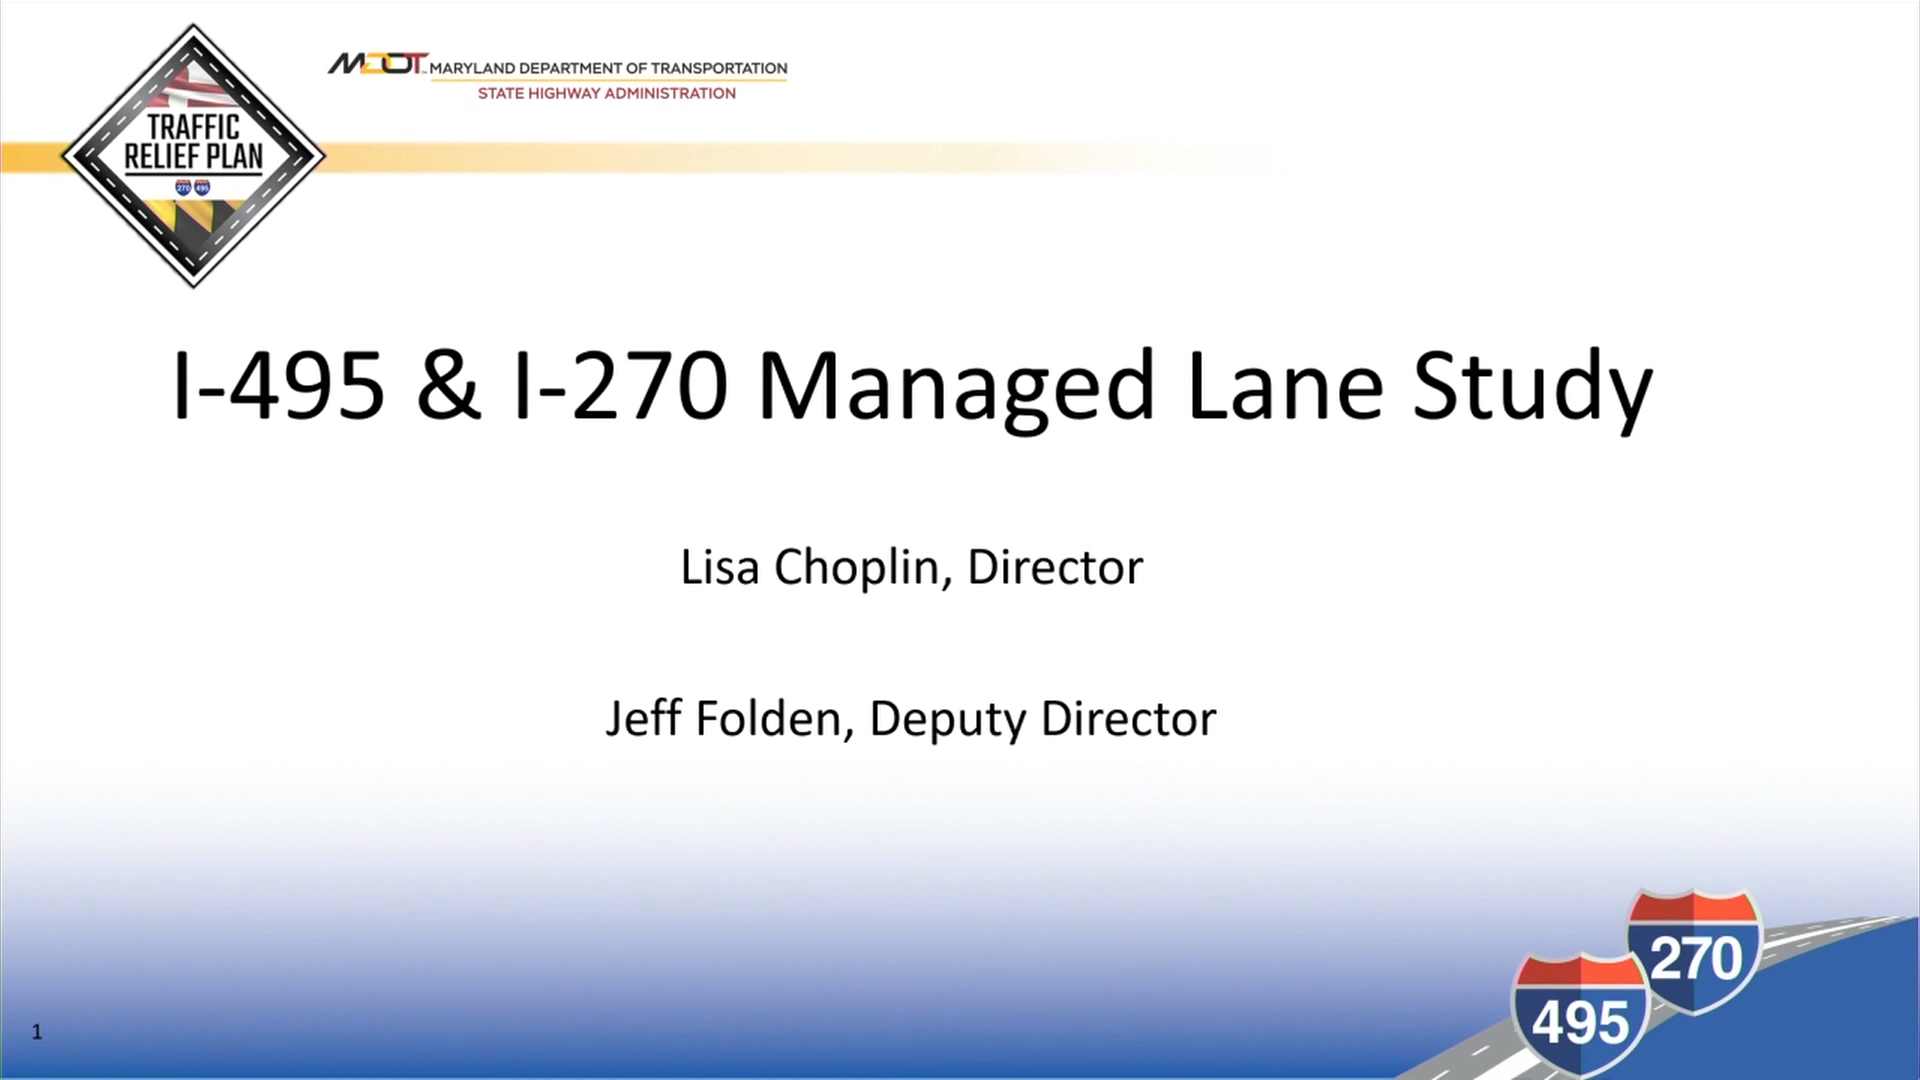 MDOT MARYLAND DEPARTMENT OF TRANSPORTATION
STATE HIGHWAY ADMINISTRATION
TRAFFIC
RELIEF PLAN
270 495
I-495 & I-270 Managed Lane Study
Lisa Choplin, Director
Jeff Folden, Deputy Director
270
495
1